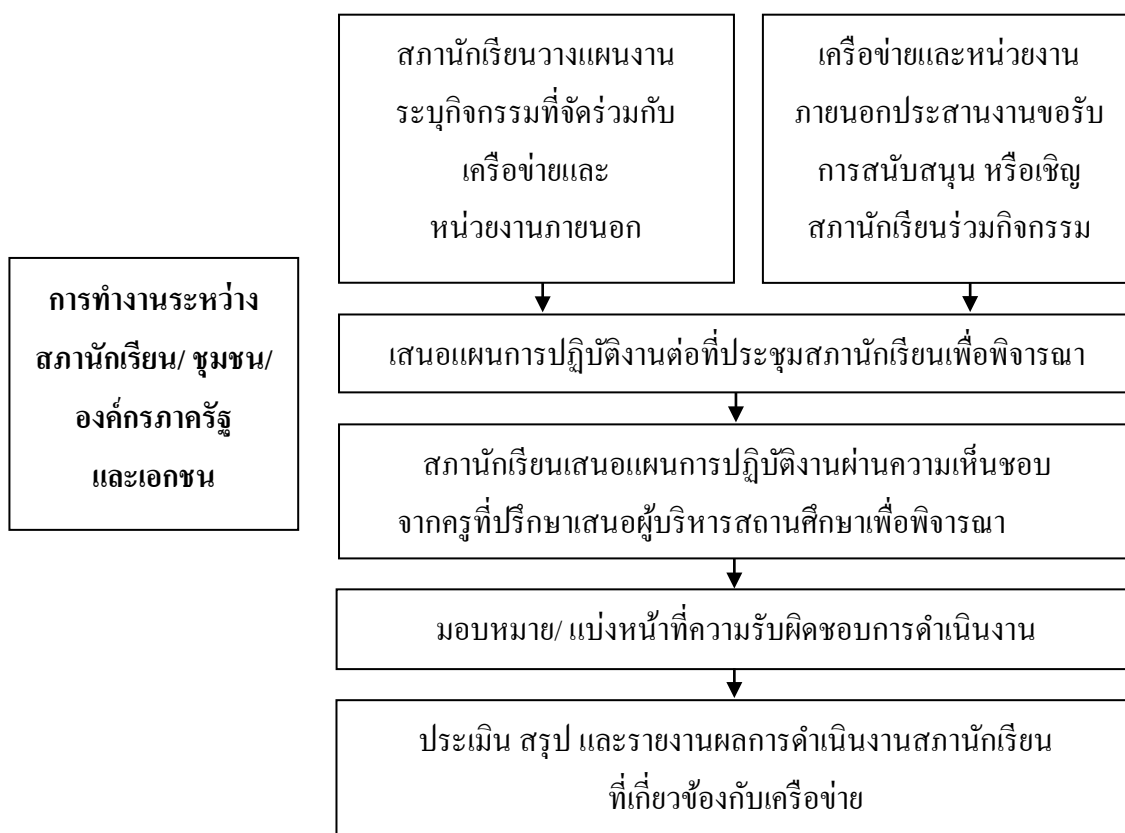 สภานักเรียนวางแผนงาน
ระบุกิจกรรมที่จัดร่วมกับ
เครือข่ายและ
หน่วยงานภายนอก
เครือข่ายและหน่วยงาน
ภายนอกประสานงานขอรับ
การสนับสนุน หรือเชิญ
สภานักเรียนร่วมกิจกรรม
การทำงานระหว่าง
สภานักเรียน/ ชุมชน/
องค์กรภาครัฐ
และเอกชน
เสนอแผนการปฏิบัติงานต่อที่ประชุมสภานักเรียนเพื่อพิจารณา
สภานักเรียนเสนอแผนการปฏิบัติงานผ่านความเห็นชอบ
จากครูที่ปรึกษาเสนอผู้บริหารสถานศึกษาเพื่อพิจารณา
มอบหมาย/ แบ่งหน้าที่ความรับผิดชอบการดำเนินงาน
ประเมิน สรุป และรายงานผลการดำเนินงานสภานักเรียน
ที่เกี่ยวข้องกับเครือข่าย